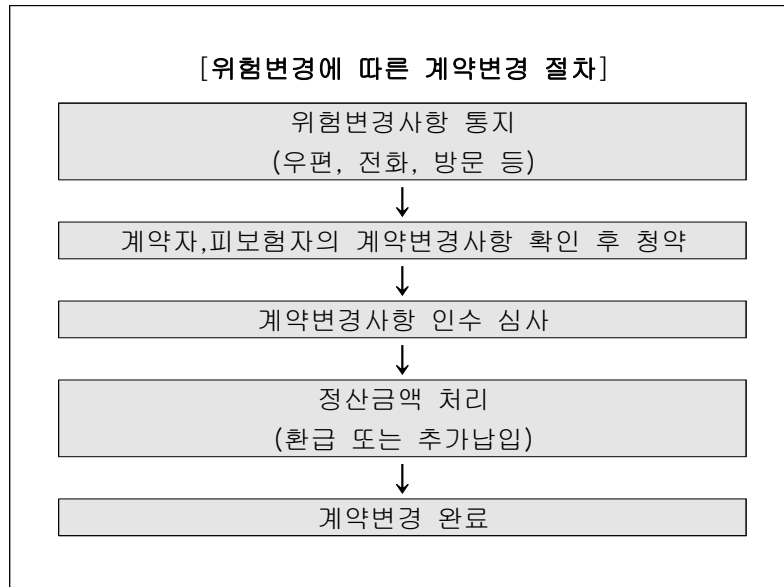 [위험변경에 따른 계약변경 절차]
위험변경사항 통지
(우편, 전화, 방문 등)
계약자,피보험자의 계약변경사항 확인 후 청약
계약변경사항 인수 심사
정산금액 처리
(환급 또는 추가납입)
계약변경 완료